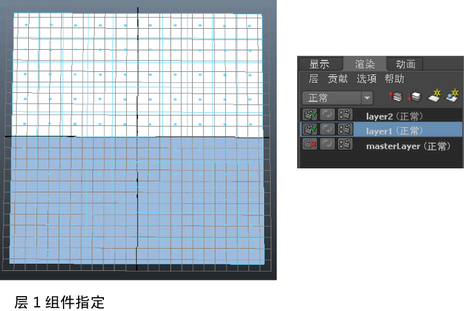 显示 渲染 动画
层 贡献 选项 帮助
正常
layer2 (正常)
layer1 (正常)
masterLayer (正常)
层 1 组件指定